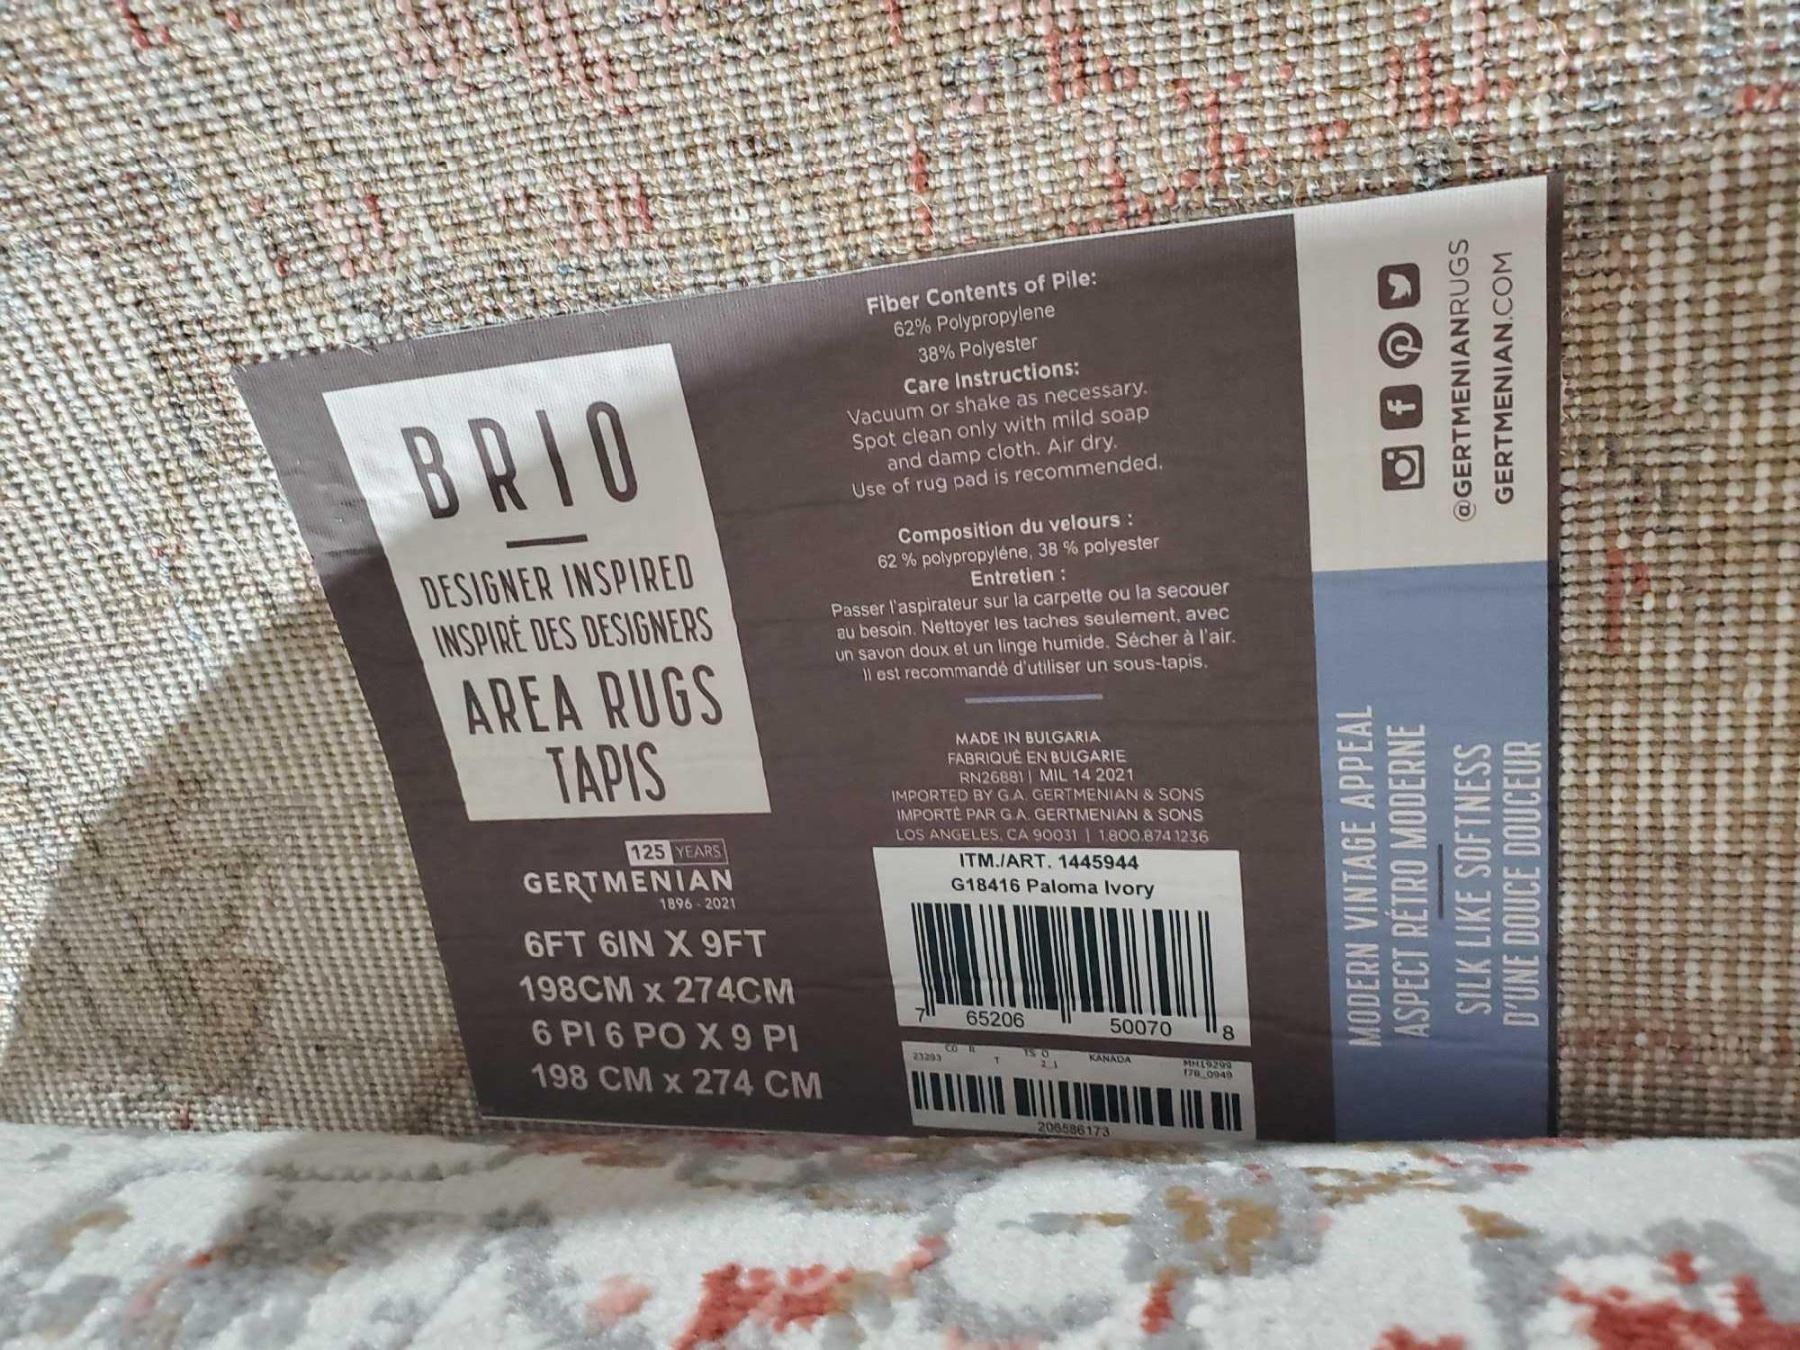 BRIO
DESIGNER INSPIRED
INSPIRÉ DES DESIGNERS
AREA RUGS
TAPIS
125 YEARS
GERTMENIAN
1896 - 2021
6FT 6IN X 9FT
198CM x 274CM
6 PI 6 PO X 9 PI
198 CM x 274 CM
Fiber Contents of Pile:
62% Polypropylene
38% Polyester
Care Instructions:
Vacuum or shake as necessary.
Spot clean only with mild soap
and damp cloth. Air dry.
Use of rug pad is recommended.
Composition du velours :
62 % polypropyléne, 38 % polyester
Entretien :
Passer l'aspirateur sur la carpette ou la secouer
au besoin. Nettoyer les taches seulement, avec
un savon doux et un linge humide. Sécher à l'air.
Il est recommandé d'utiliser un sous-tapis.
MADE IN BULGARIA
FABRIQUÉ EN BULGARIE
RN26881 | MIL 14 2021
IMPORTED BY G.A. GERTMENIAN & SONS
IMPORTÉ PAR G.A. GERTMENIAN & SONS
LOS ANGELES, CA 90031 | 1.800.874.1236
ITM./ART. 1445944
G18416 Paloma Ivory
7 65206 50070 8
23293 CO R T TS O KANADA
2_1
206586173
@GERTMENIANRUGS
GERTMENIAN.COM
MODERN VINTAGE APPEAL
ASPECT RÉTRO MODERNE
SILK LIKE SOFTNESS
D'UNE DOUCE DOUCEUR